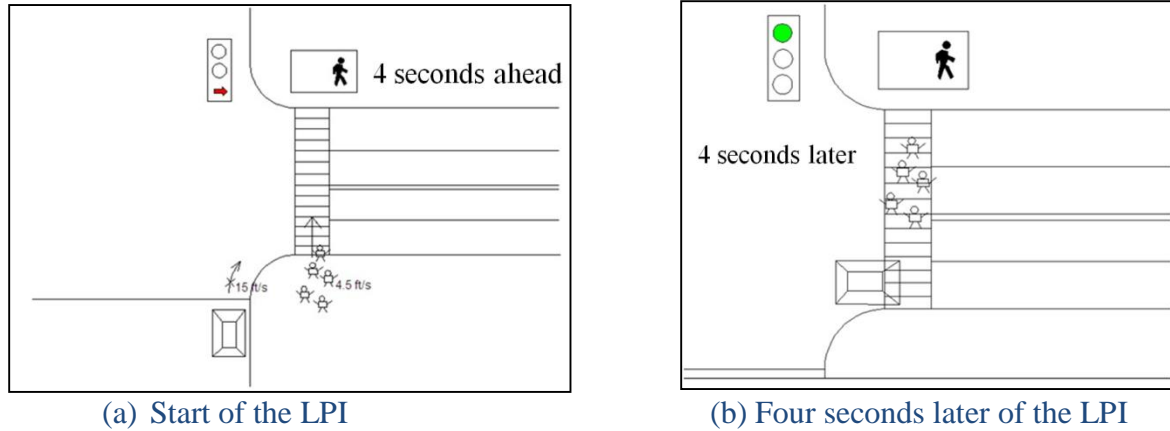 4 seconds ahead
15 ft/s
4.5 ft/s
(a) Start of the LPI
4 seconds later
(b) Four seconds later of the LPI